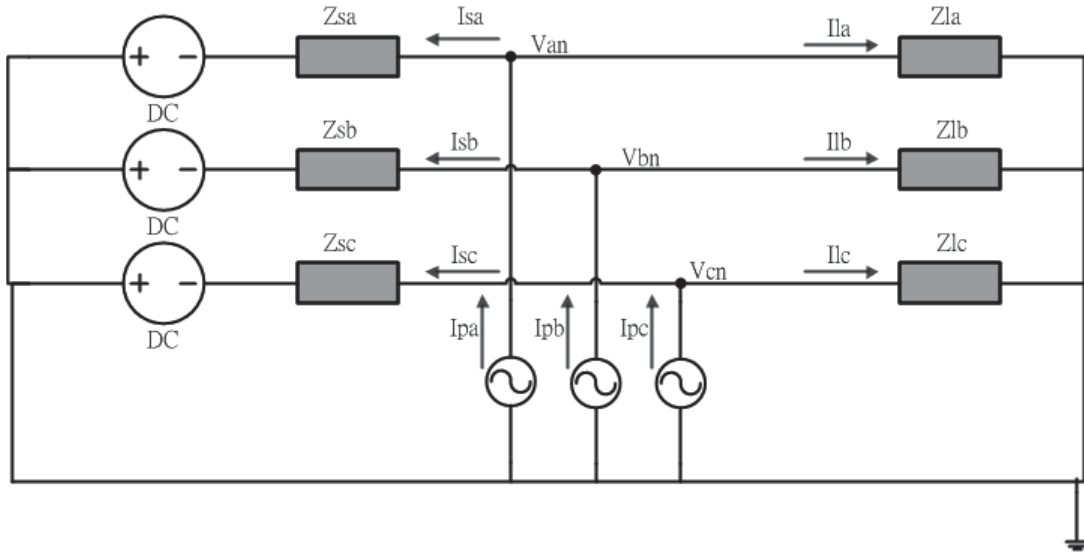 Zsa Isa Ila Zla
Van
DC
Zsb Isb Ilb Zlb
Vbn
DC
Zsc Isc Ilc Zlc
Vcn
DC
Ipa Ipb Ipc